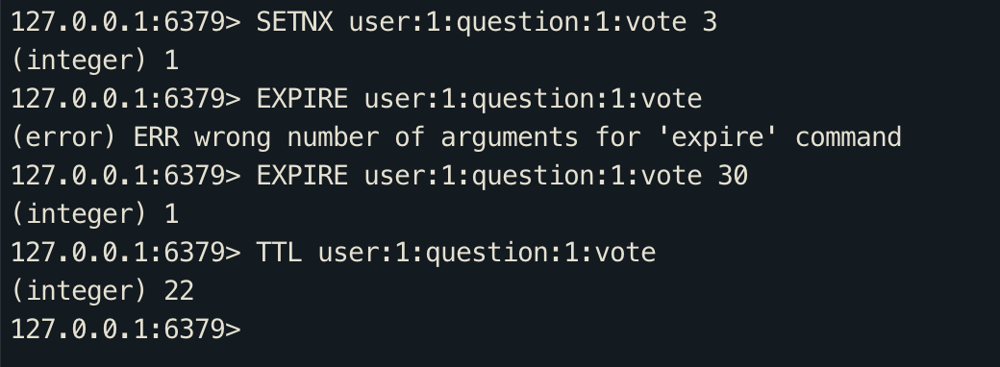 127.0.0.1:6379> SETNX user:1:question:1:vote 3
(integer) 1
127.0.0.1:6379> EXPIRE user:1:question:1:vote
(error) ERR wrong number of arguments for 'expire' command
127.0.0.1:6379> EXPIRE user:1:question:1:vote 30
(integer) 1
127.0.0.1:6379> TTL user:1:question:1:vote
(integer) 22
127.0.0.1:6379>